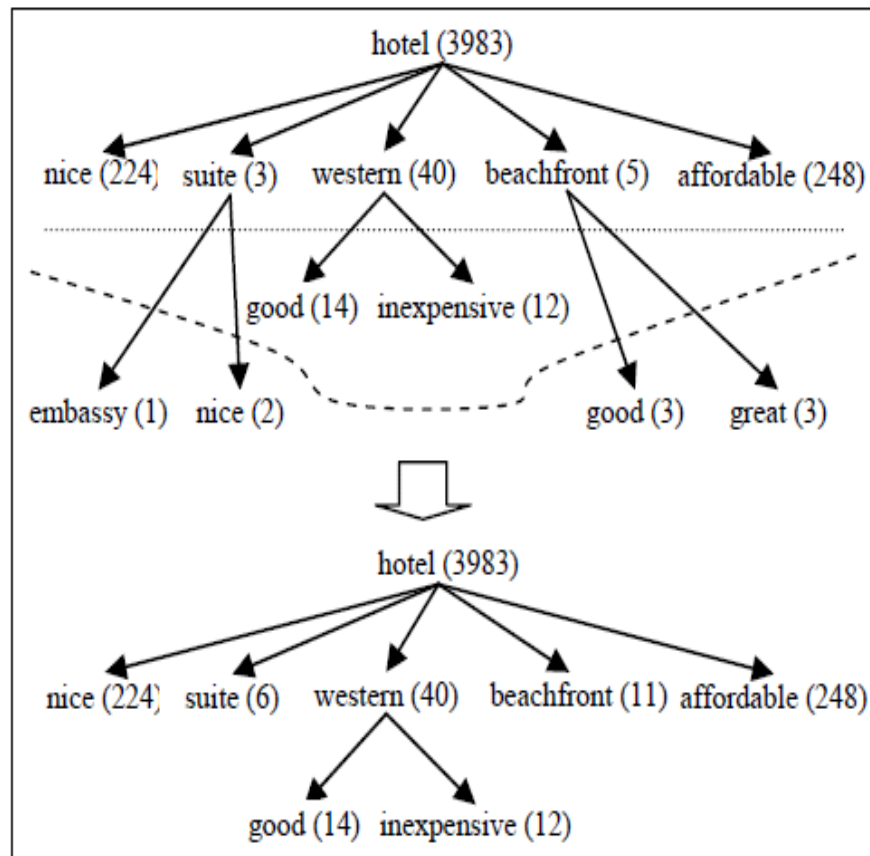 hotel (3983)
nice (224) suite (3) western (40) beachfront (5) affordable (248)
good (14) inexpensive (12)
embassy (1) nice (2) good (3) great (3)
hotel (3983)
nice (224) suite (6) western (40) beachfront (11) affordable (248)
good (14) inexpensive (12)